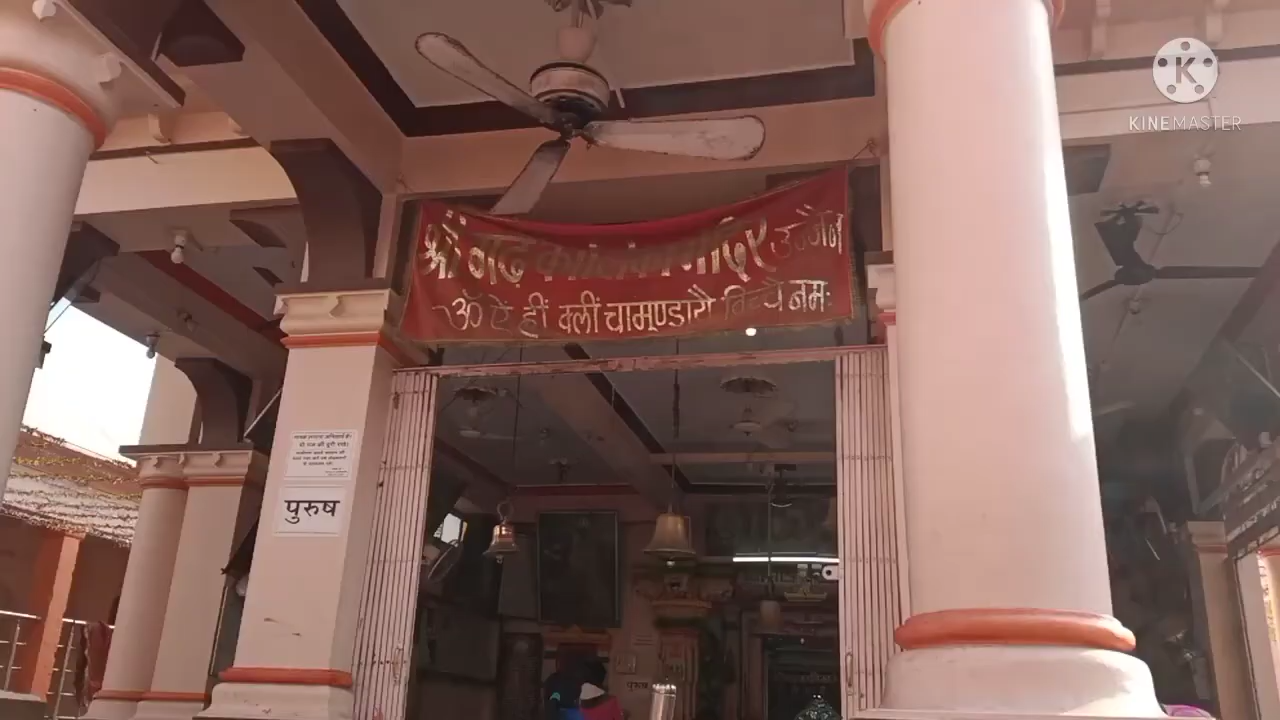 श्री गढ़ कालिका मंदिर उज्जैन
ॐ ऐं ह्रीं क्लीं चामुण्डायै विच्चे नमः
पुरुष
पुरुष
KINEMASTER